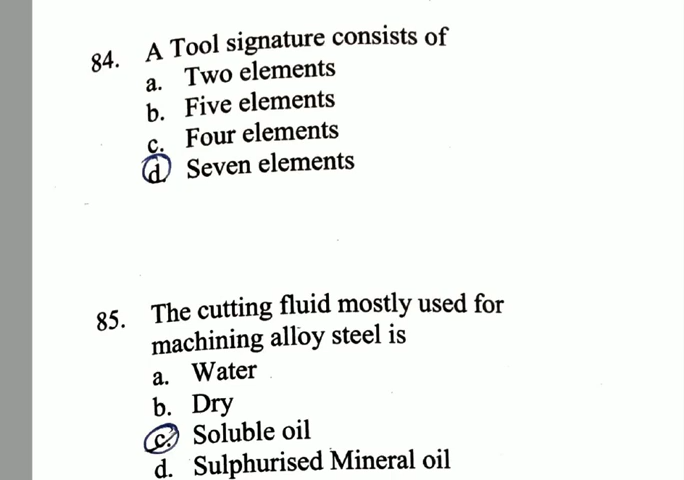 84. A Tool signature consists of
a. Two elements
b. Five elements
c. Four elements
d. Seven elements
85. The cutting fluid mostly used for
machining alloy steel is
a. Water
b. Dry
c. Soluble oil
d. Sulphurised Mineral oil